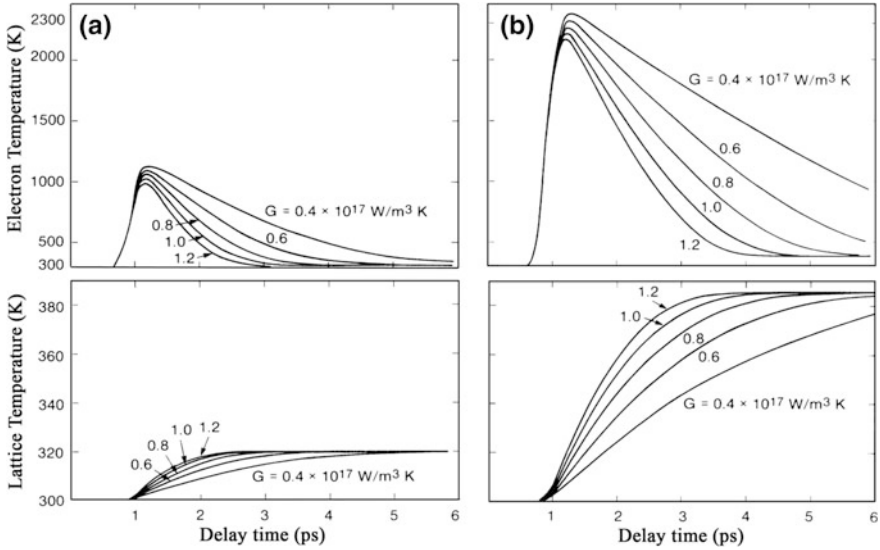 (a)
Electron Temperature (K)
2300
2000
1500
1000
500
300
G = 0.4 × 10¹⁷ W/m³ K
0.6
0.8
1.0
1.2
(b)
G = 0.4 × 10¹⁷ W/m³ K
0.6
0.8
1.0
1.2
Lattice Temperature (K)
380
360
340
320
300
1.0
1.2
0.8
0.6
G = 0.4 × 10¹⁷ W/m³ K
1 2 3 4 5 6
Delay time (ps)
1.2
1.0
0.8
0.6
G = 0.4 × 10¹⁷ W/m³ K
1 2 3 4 5 6
Delay time (ps)